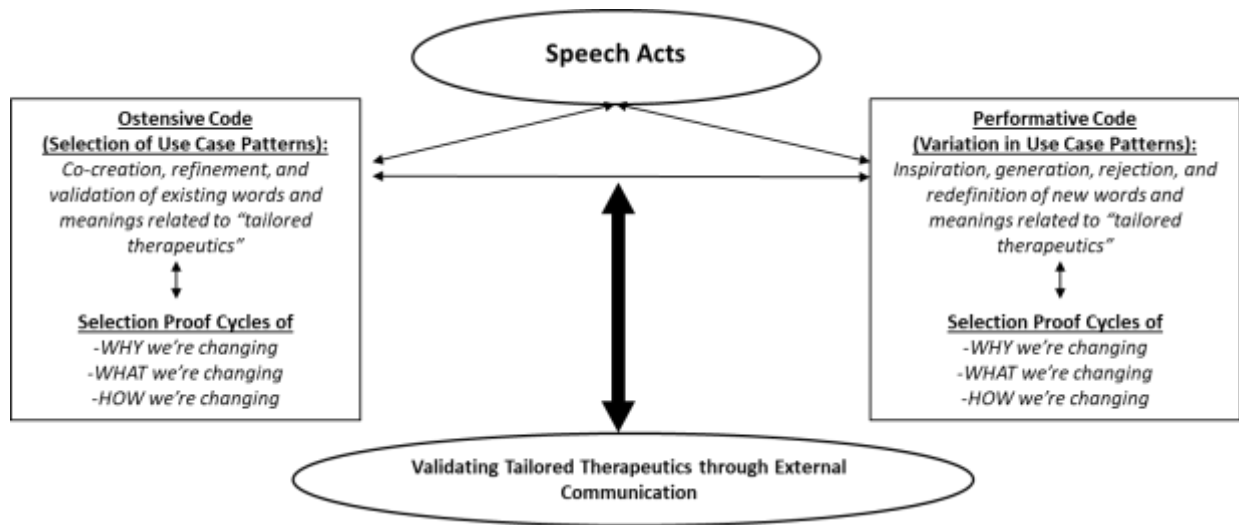 Speech Acts
Ostensive Code
(Selection of Use Case Patterns):
Co-creation, refinement, and
validation of existing words and
meanings related to “tailored
therapeutics”
Selection Proof Cycles of
-WHY we’re changing
-WHAT we’re changing
-HOW we’re changing
Performative Code
(Variation in Use Case Patterns):
Inspiration, generation, rejection, and
redefinition of new words and
meanings related to “tailored
therapeutics”
Selection Proof Cycles of
-WHY we’re changing
-WHAT we’re changing
-HOW we’re changing
Validating Tailored Therapeutics through External
Communication